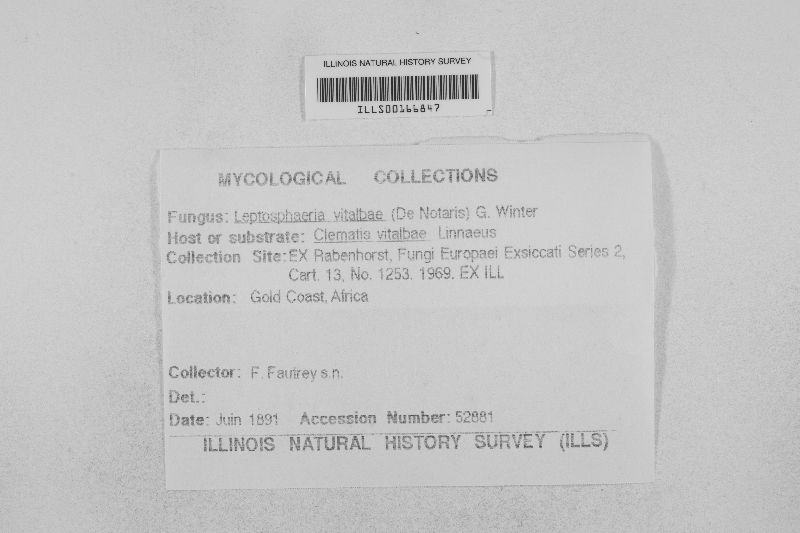 ILLINOIS NATURAL HISTORY SURVEY
ILLS00166847
MYCOLOGICAL COLLECTIONS
Fungus: Leptosphaeria vitalbae (De Notaris) G. Winter
Host or substrate: Clematis vitalbae Linnaeus
Collection Site: EX Rabenhorst, Fungi Europaei Exsiccati Series 2,
Cart. 13, No. 1253. 1969. EX ILL
Location: Gold Coast, Africa
Collector: F. Fautrey s.n.
Det.:
Date: Juin 1891 Accession Number: 52881
ILLINOIS NATURAL HISTORY SURVEY (ILLS)